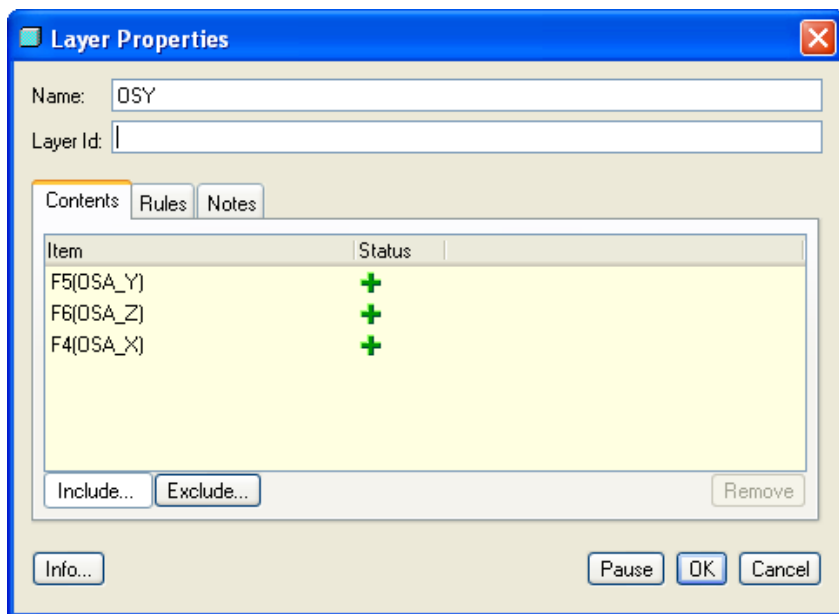 Layer Properties
Name: OSY
Layer Id:
Contents Rules Notes
Item Status
F5(OSA_Y)
F6(OSA_Z)
F4(OSA_X)
Include... Exclude... Remove
Info... Pause OK Cancel